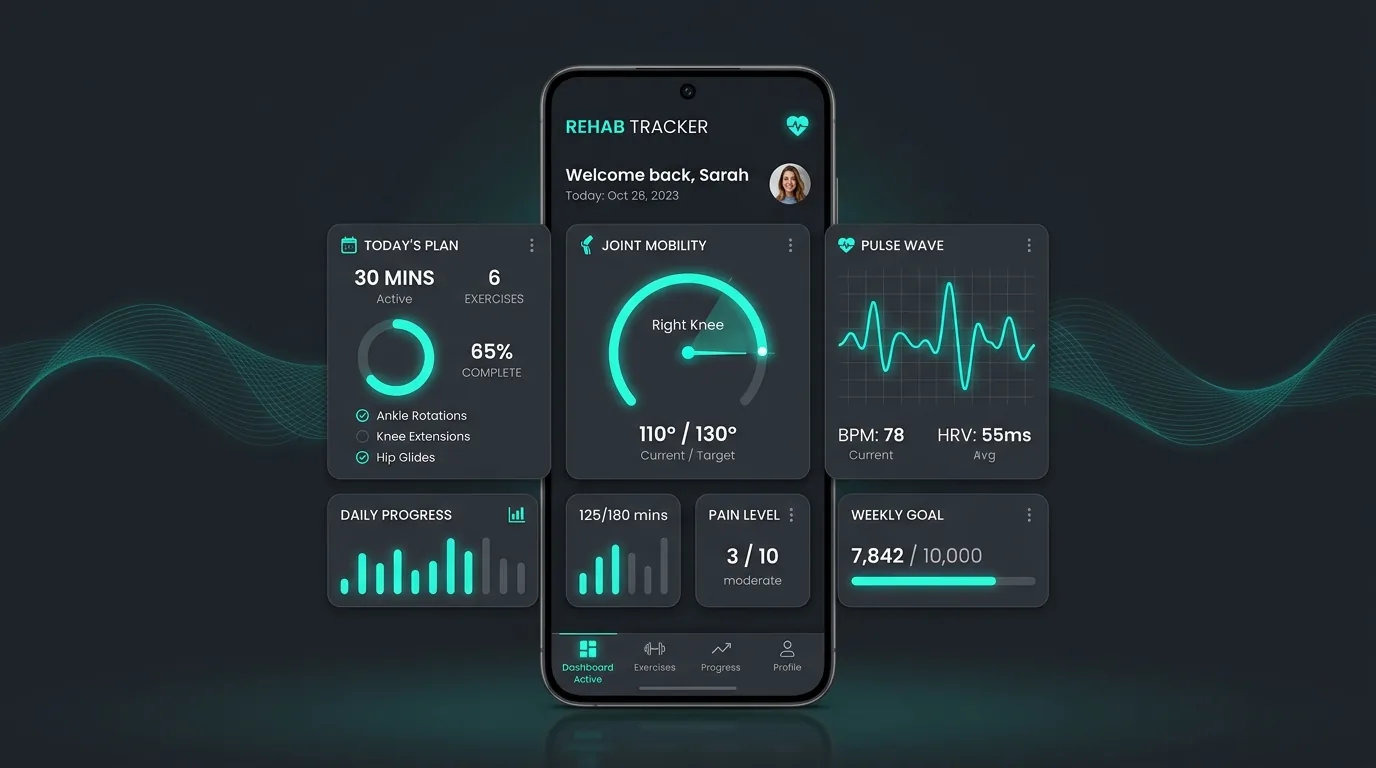 REHAB TRACKER
Welcome back, Sarah
Today: Oct 26, 2023
TODAY'S PLAN
30 MINS
Active
6
EXERCISES
65%
COMPLETE
Ankle Rotations
Knee Extensions
Hip Glides
JOINT MOBILITY
Right Knee
110° / 130°
Current / Target
PULSE WAVE
BPM: 78
Current
HRV: 55ms
Avg
DAILY PROGRESS
125/180 mins
PAIN LEVEL
3 / 10
moderate
WEEKLY GOAL
7,842 / 10,000
Dashboard
Active
Exercises
Progress
Profile